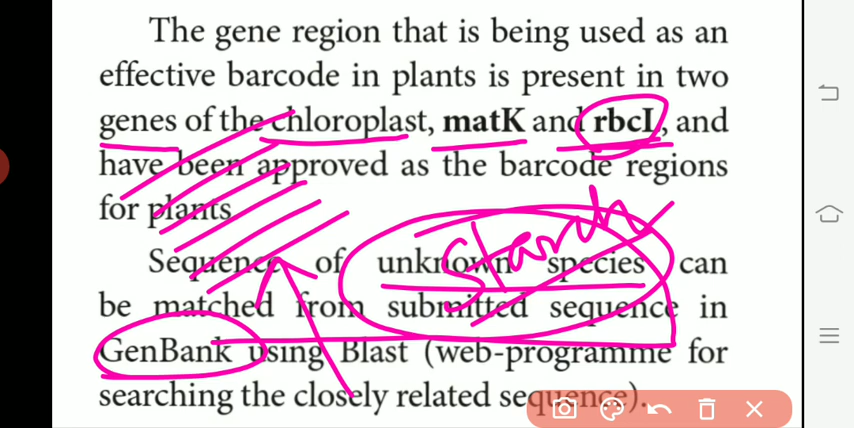 The gene region that is being used as an
effective barcode in plants is present in two
genes of the chloroplast, matK and rbcL, and
have been approved as the barcode regions
for plants
Sequence of unknown species can
be matched from submitted sequence in
GenBank using Blast (web-programme for
searching the closely related sequence).